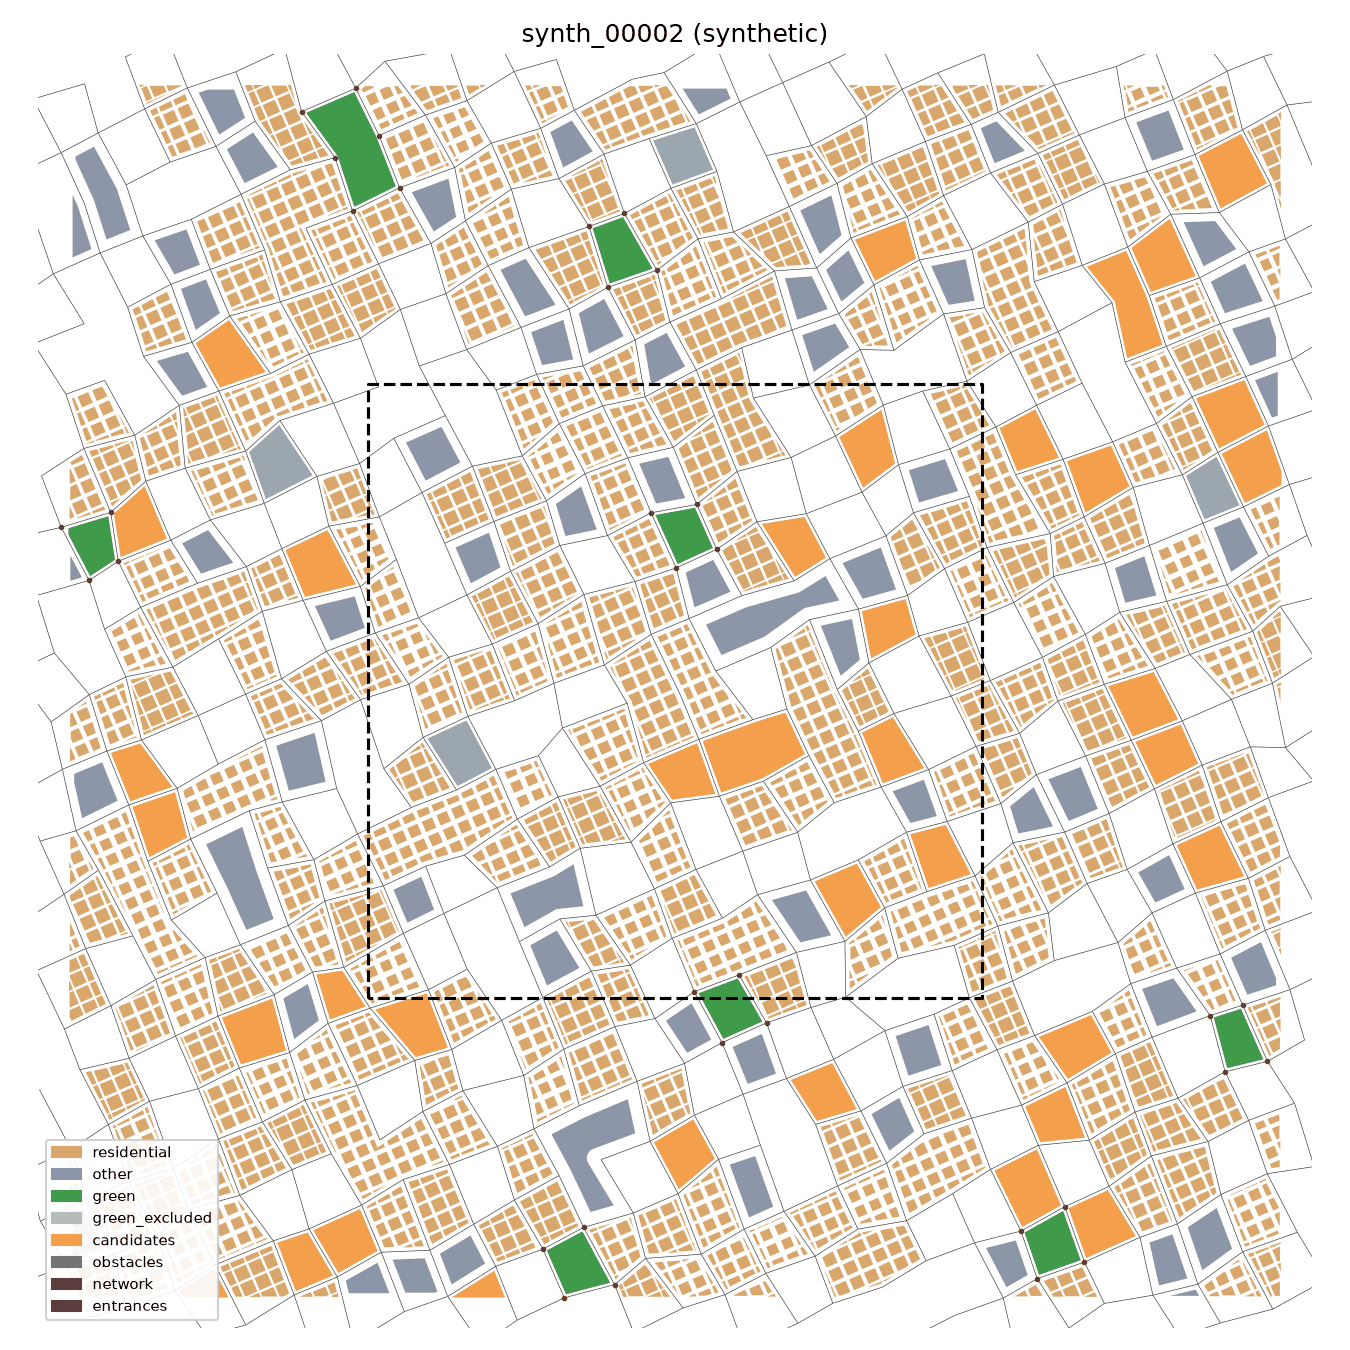 synth_00002 (synthetic)
residential
other
green
green_excluded
candidates
obstacles
network
entrances